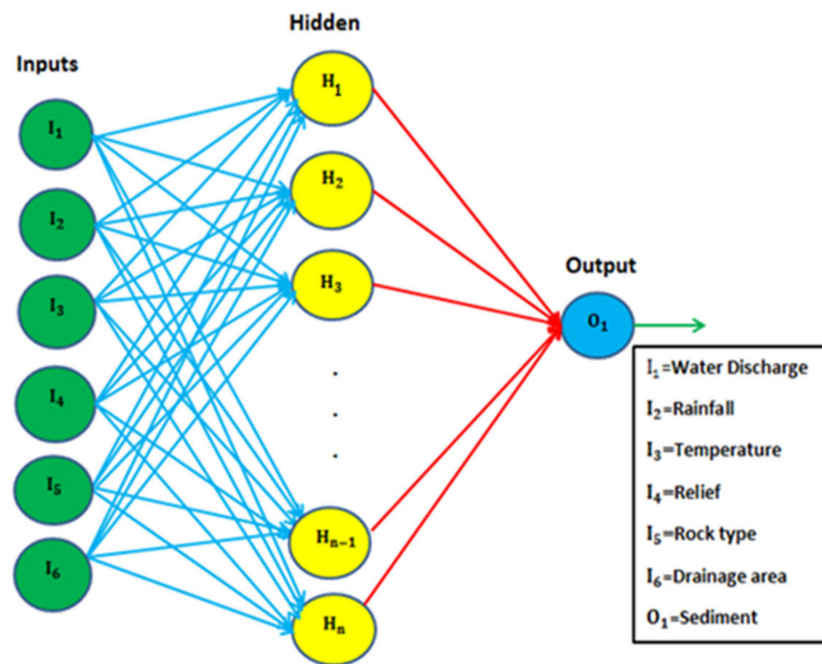 Hidden
Inputs
I₁
I₂
I₃
I₄
I₅
I₆
H₁
H₂
H₃
.
.
.
Hₙ₋₁
Hₙ
Output
O₁
I₁=Water Discharge
I₂=Rainfall
I₃=Temperature
I₄=Relief
I₅=Rock type
I₆=Drainage area
O₁=Sediment